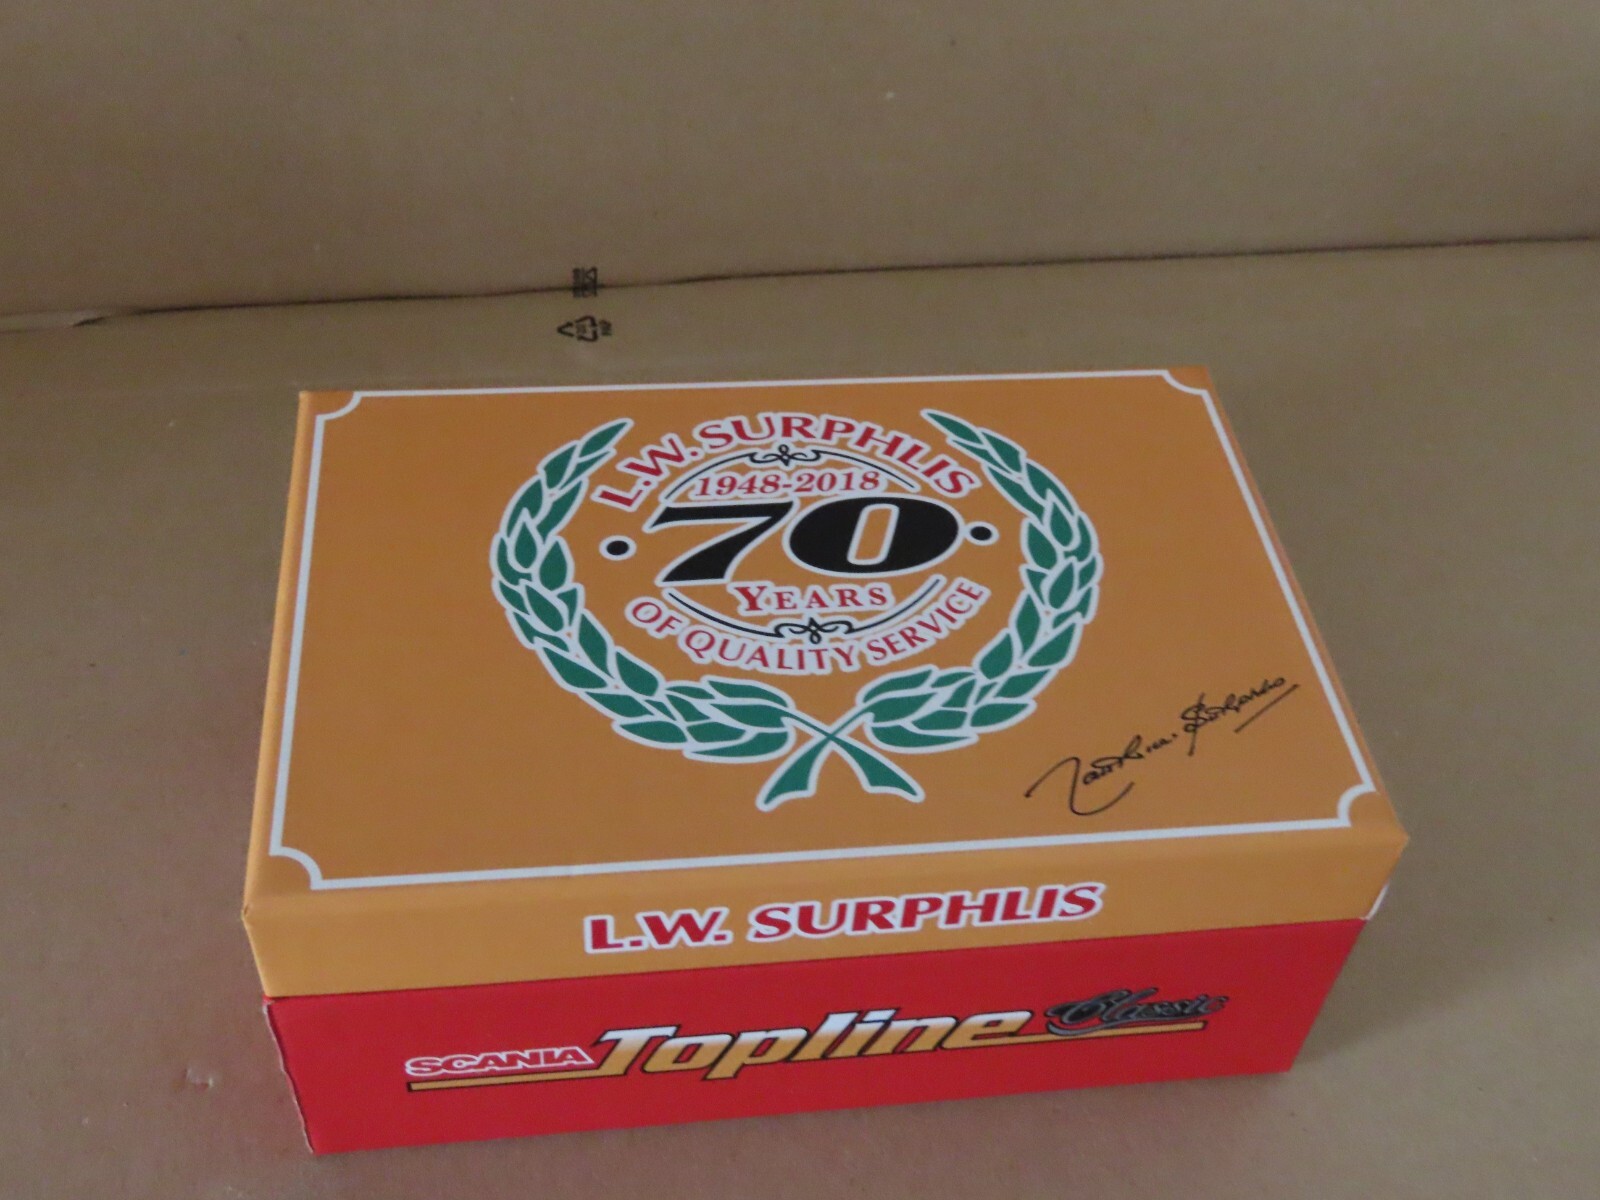 L.W. SURPHLIS
1948-2018
70
YEARS
OF QUALITY SERVICE
L.W. SURPHLIS
SCANIA Topline Classic